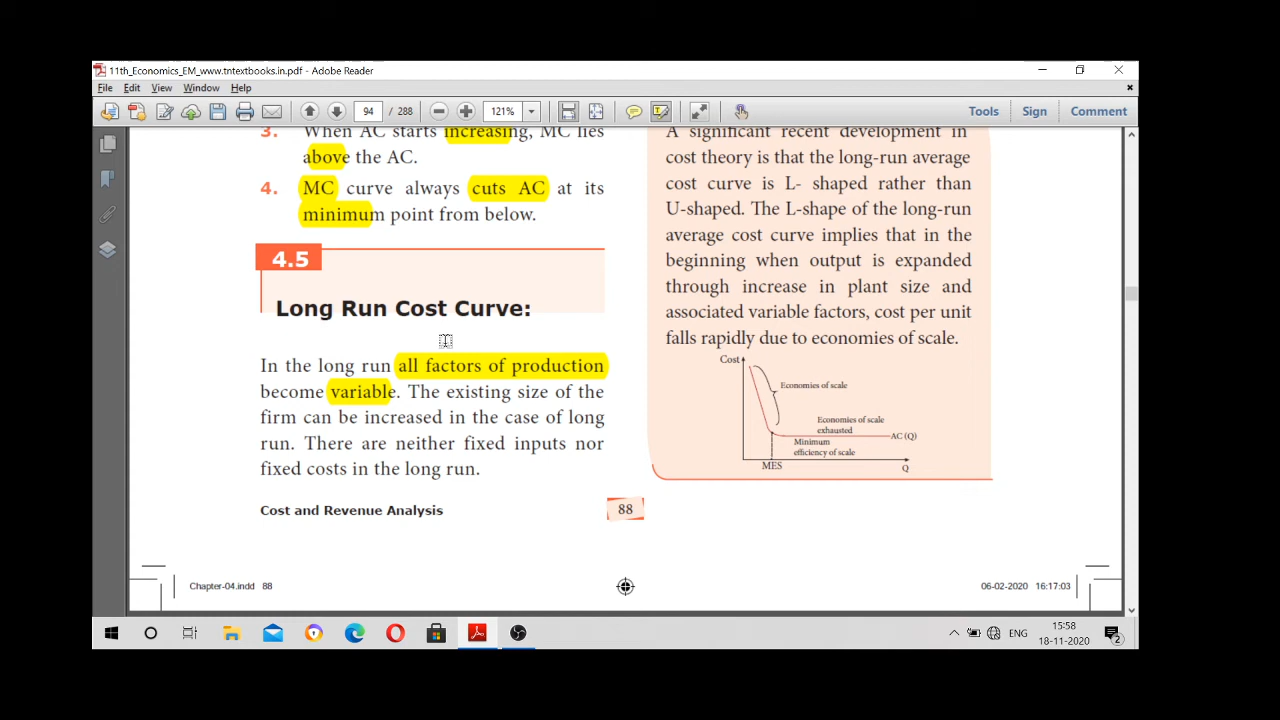 11th_Economics_EM_www.tntextbooks.in.pdf - Adobe Reader
File Edit View Window Help
94 / 288
121%
Tools Sign Comment
3. When AC starts increasing, MC lies
above the AC.
4. MC curve always cuts AC at its
minimum point from below.
4.5
Long Run Cost Curve:
In the long run all factors of production
become variable. The existing size of the
firm can be increased in the case of long
run. There are neither fixed inputs nor
fixed costs in the long run.
A significant recent development in
cost theory is that the long-run average
cost curve is L- shaped rather than
U-shaped. The L-shape of the long-run
average cost curve implies that in the
beginning when output is expanded
through increase in plant size and
associated variable factors, cost per unit
falls rapidly due to economies of scale.
Cost
Economies of scale
Economies of scale
exhausted
AC (Q)
Minimum
efficiency of scale
MES
Q
Cost and Revenue Analysis
88
Chapter-04.indd 88
06-02-2020 16:17:03
ENG
15:58
18-11-2020
2